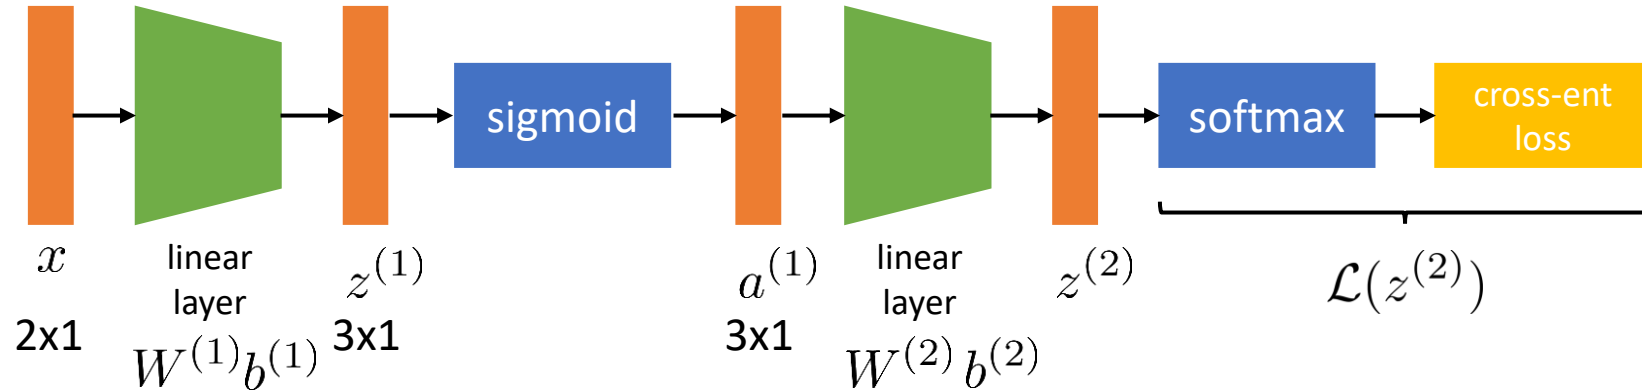 sigmoid
softmax
cross-ent
loss
x
linear
layer
z^{(1)}
a^{(1)}
linear
layer
z^{(2)}
\mathcal{L}(z^{(2)})
2x1
W^{(1)} b^{(1)}
3x1
3x1
W^{(2)} b^{(2)}